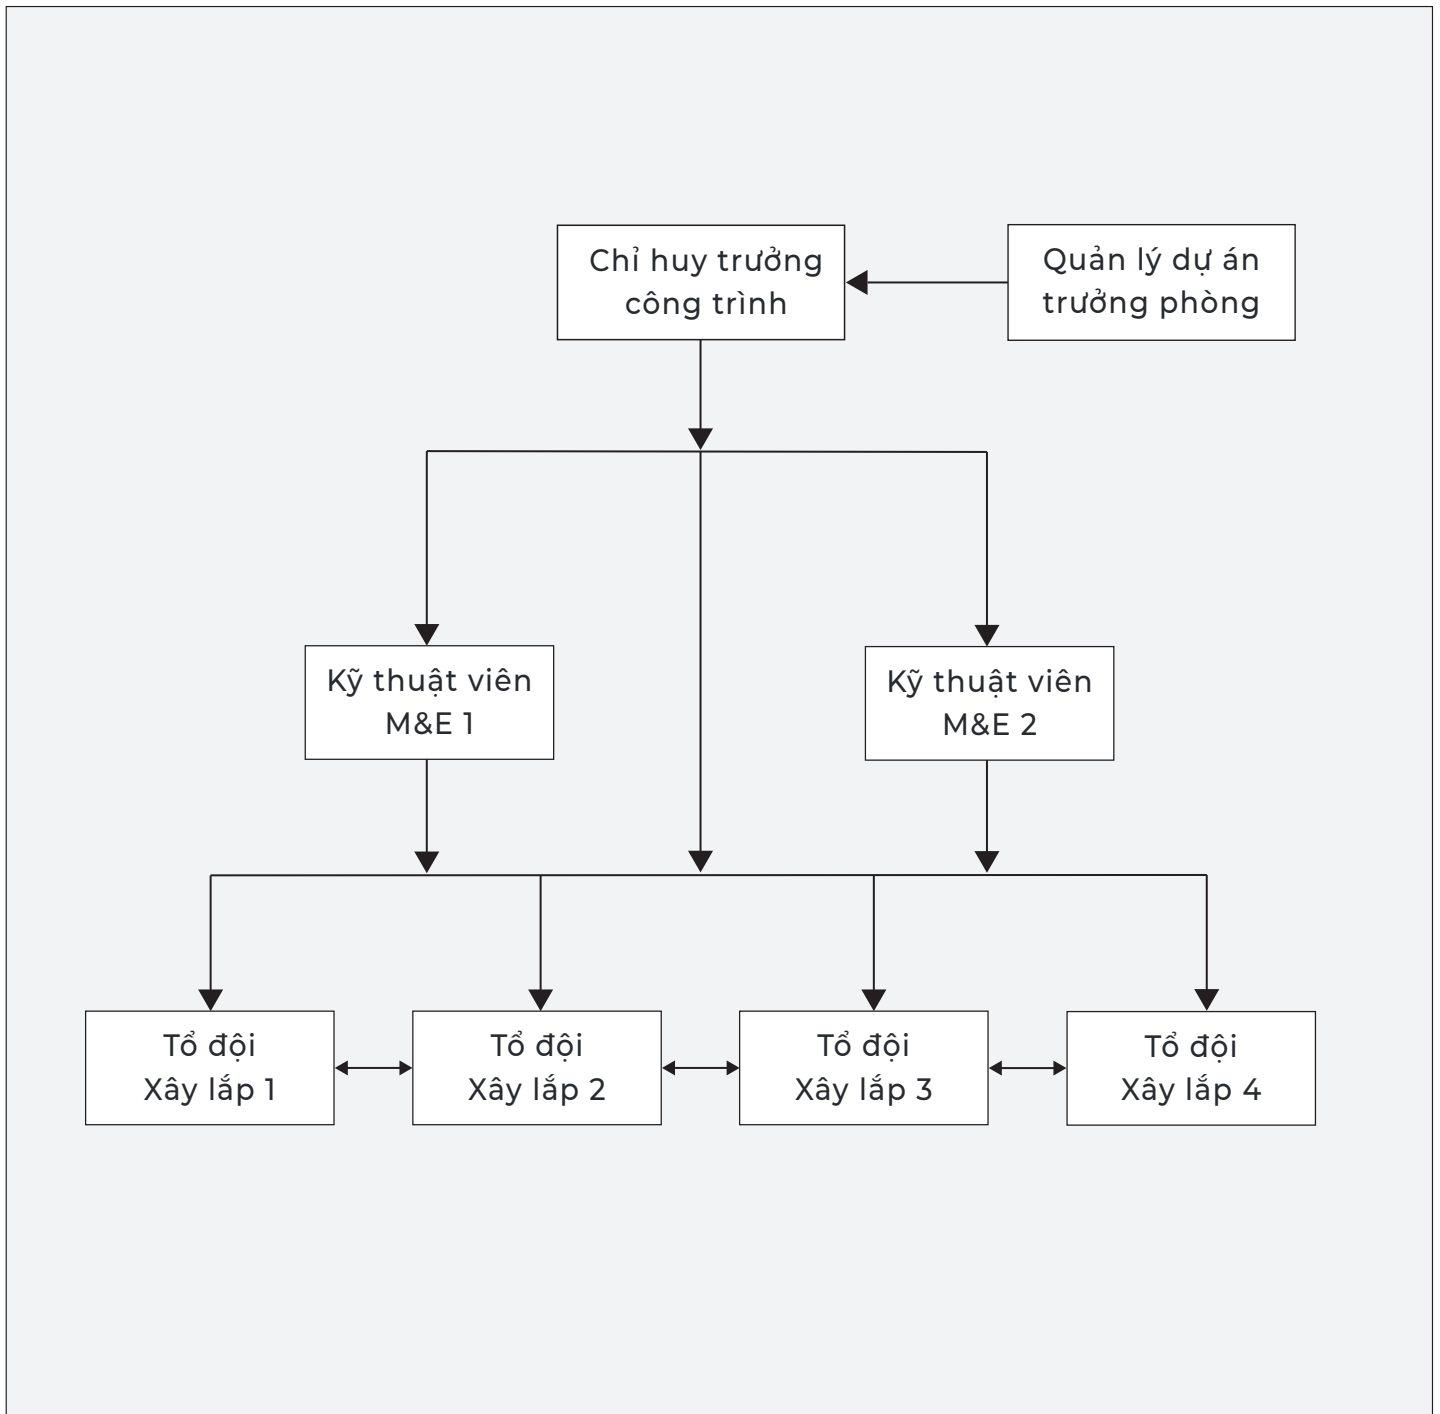 Chỉ huy trưởng
công trình
Quản lý dự án
trưởng phòng
Kỹ thuật viên
M&E 1
Kỹ thuật viên
M&E 2
Tổ đội
Xây lắp 1
Tổ đội
Xây lắp 2
Tổ đội
Xây lắp 3
Tổ đội
Xây lắp 4